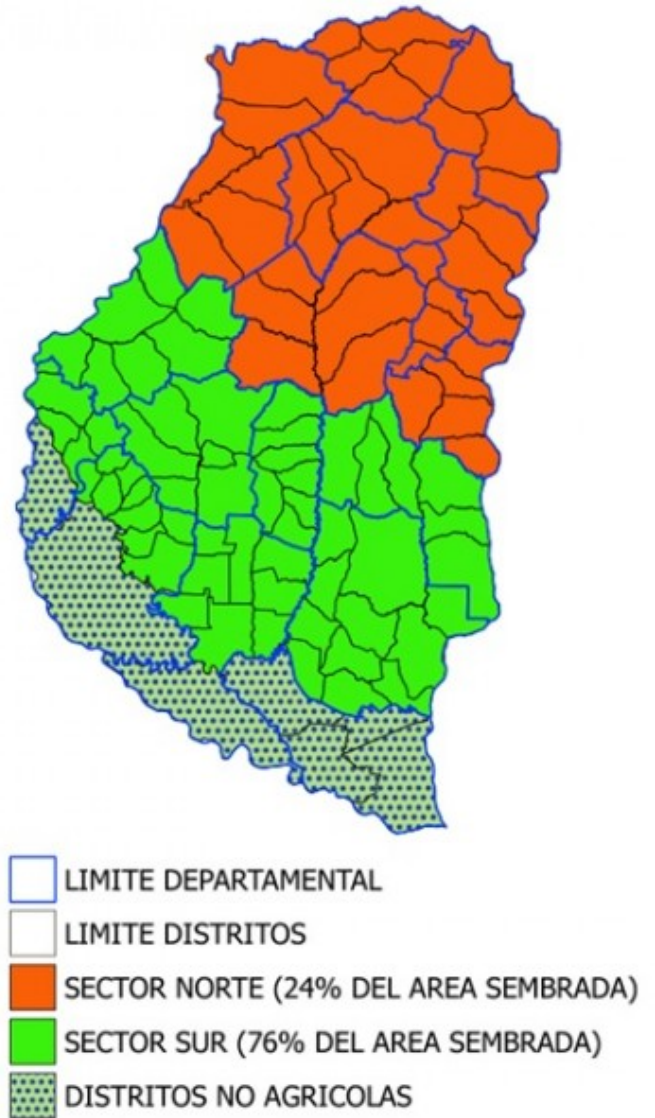 LIMITE DEPARTAMENTAL
LIMITE DISTRITOS
SECTOR NORTE (24% DEL AREA SEMBRADA)
SECTOR SUR (76% DEL AREA SEMBRADA)
DISTRITOS NO AGRICOLAS